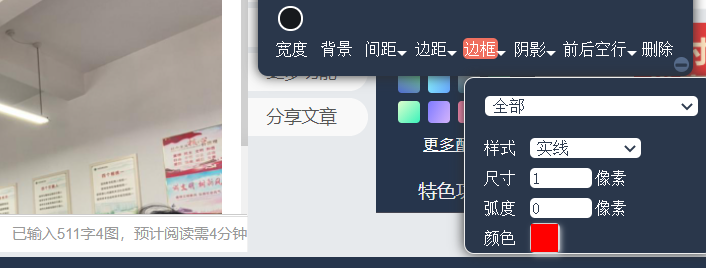 宽度 背景 间距 边距 边框 阴影 前后空行 删除
分享文章
更多
全部
样式 实线
尺寸 1 像素
特色
弧度 0 像素
颜色
已输入511字4图，预计阅读需4分钟